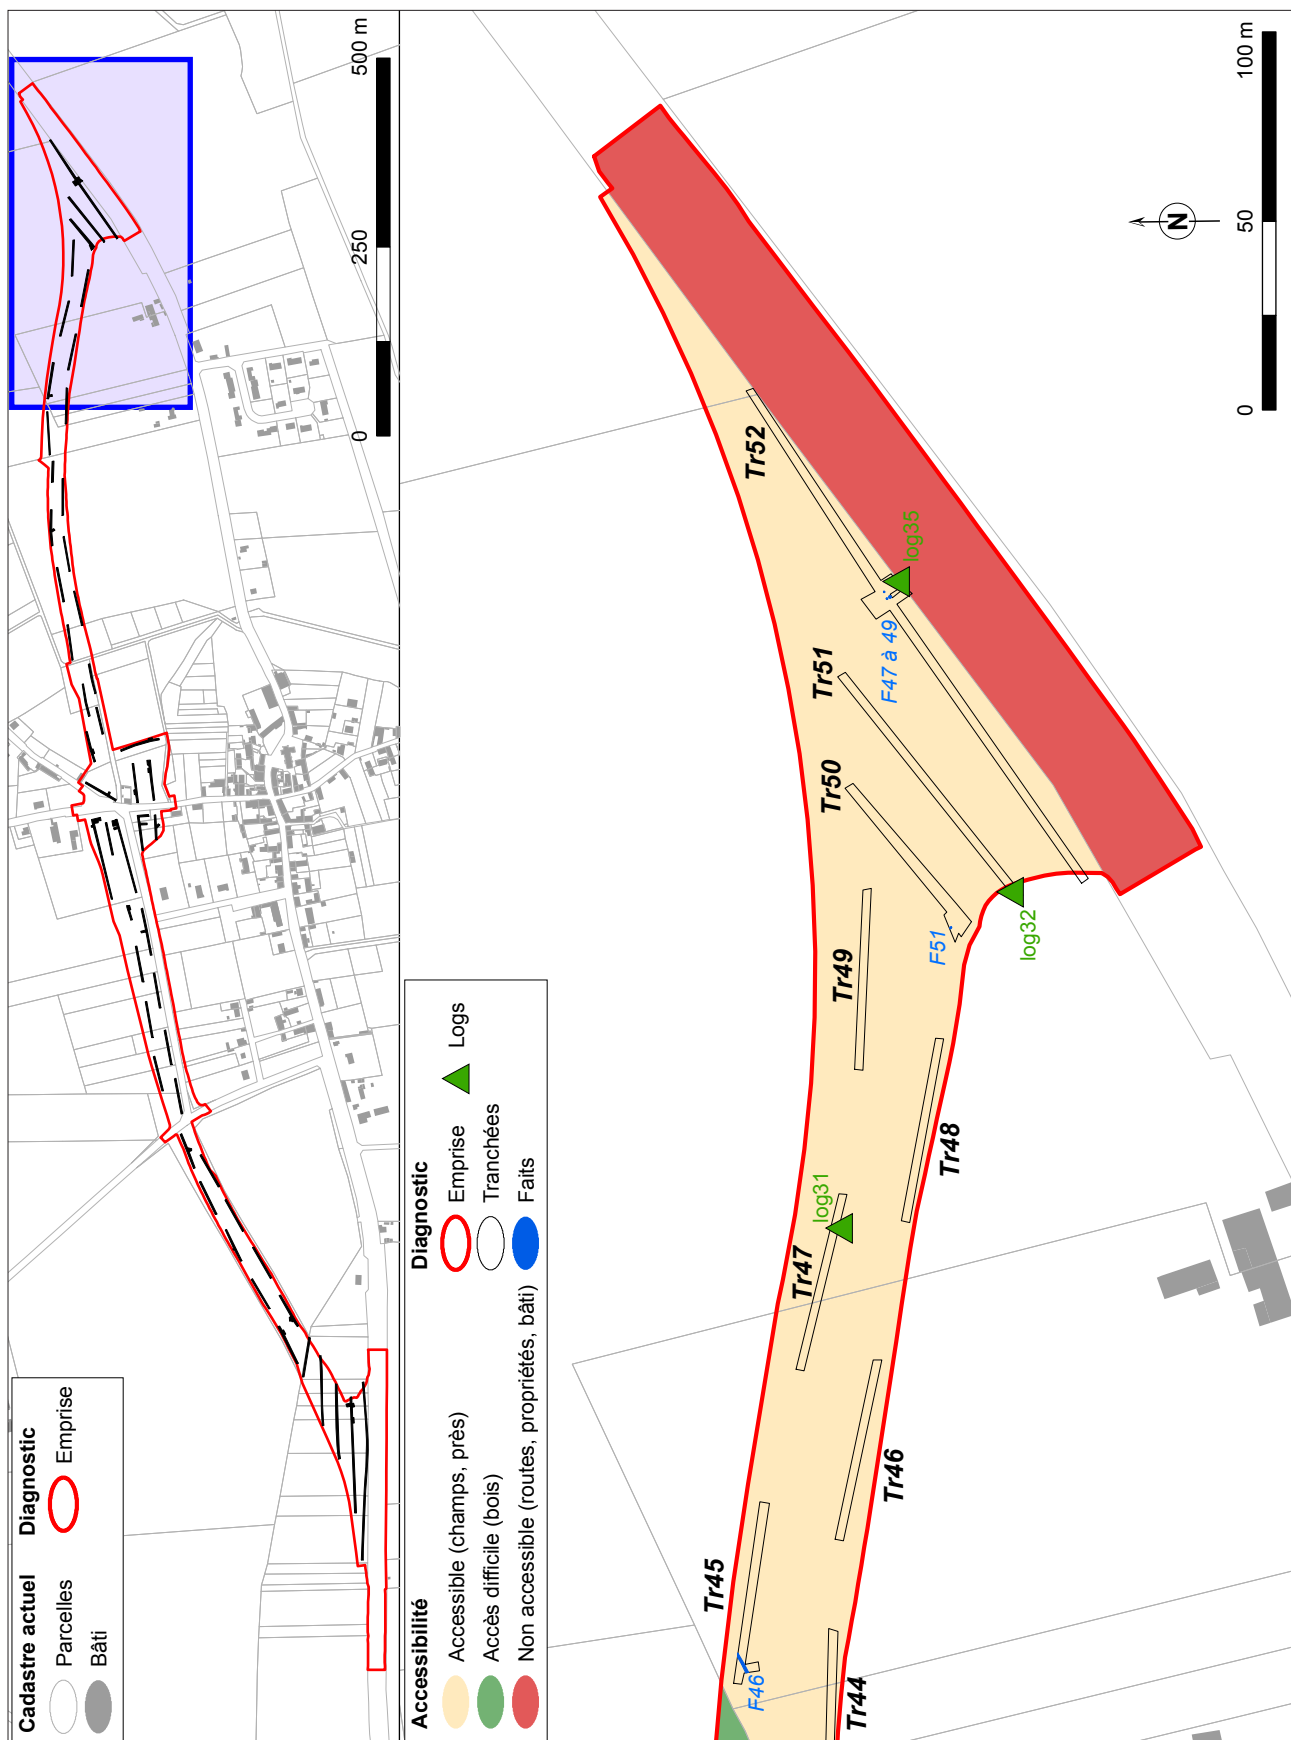 Cadastre actuel
Parcelles
Bâti
Diagnostic
Emprise
0
250
500 m
Accessibilité
Accessible (champs, près)
Accès difficile (bois)
Non accessible (routes, propriétés, bâti)
Diagnostic
Emprise
Tranchées
Faits
Logs
Tr44
Tr45
F46
Tr46
Tr47
log31
Tr48
Tr49
F51
log32
Tr50
Tr51
F47 à 49
log35
Tr52
N
0
50
100 m